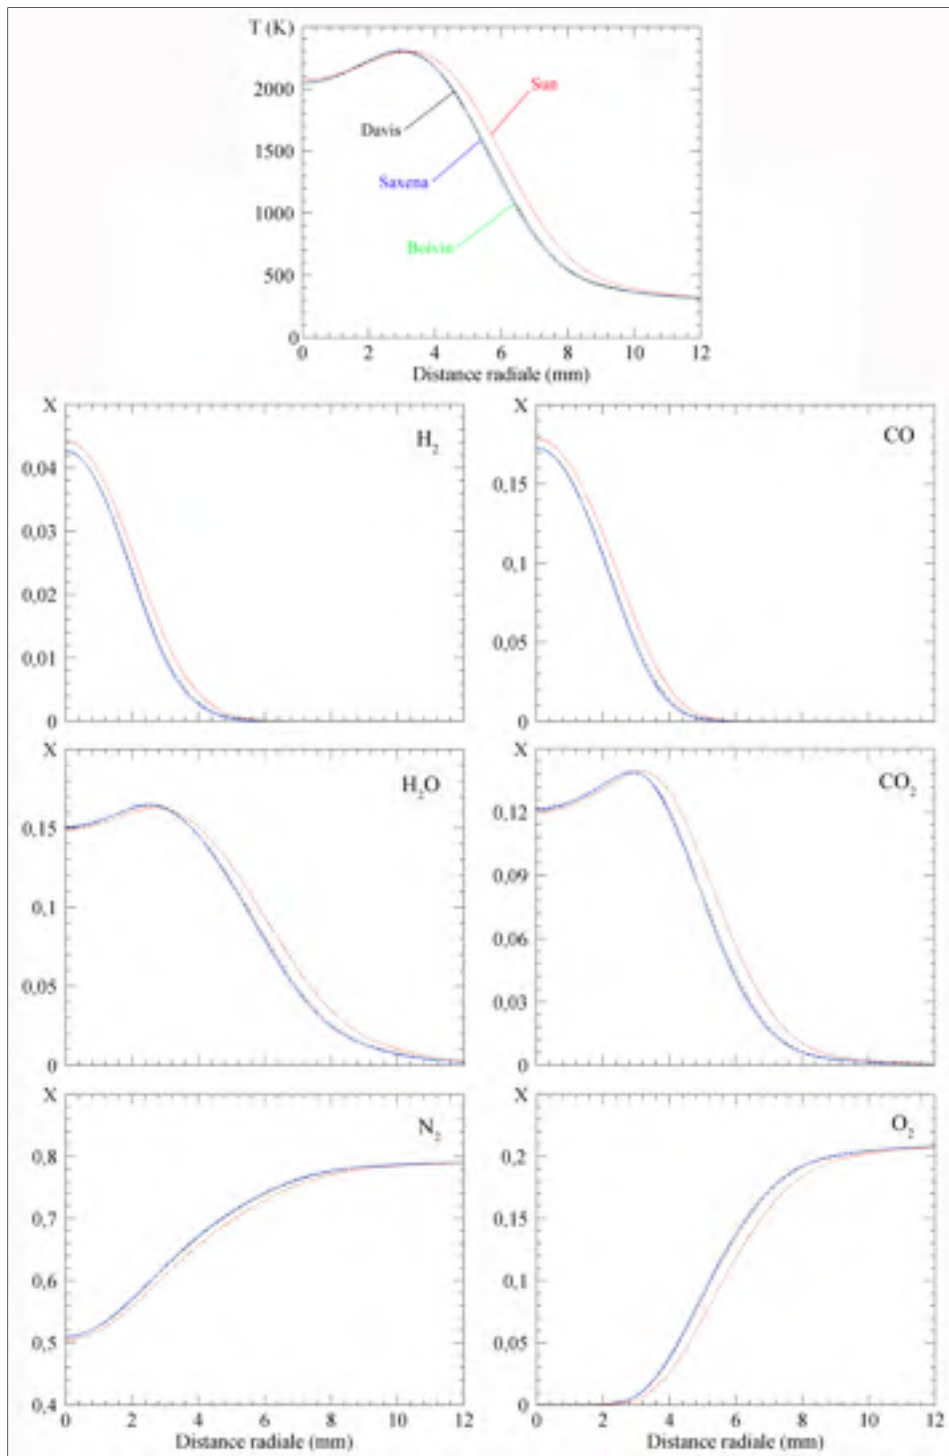 T (K)
2000
1500
1000
500
0
Sun
Davis
Saxena
Boivin
0 2 4 6 8 10 12
Distance radiale (mm)
X
H₂
0,04
0,03
0,02
0,01
0
X
CO
0,15
0,1
0,05
0
X
H₂O
0,15
0,1
0,05
0
X
CO₂
0,12
0,09
0,06
0,03
0
X
N₂
0,8
0,7
0,6
0,5
0,4
0 2 4 6 8 10 12
Distance radiale (mm)
X
O₂
0,2
0,15
0,1
0,05
0
0 2 4 6 8 10 12
Distance radiale (mm)